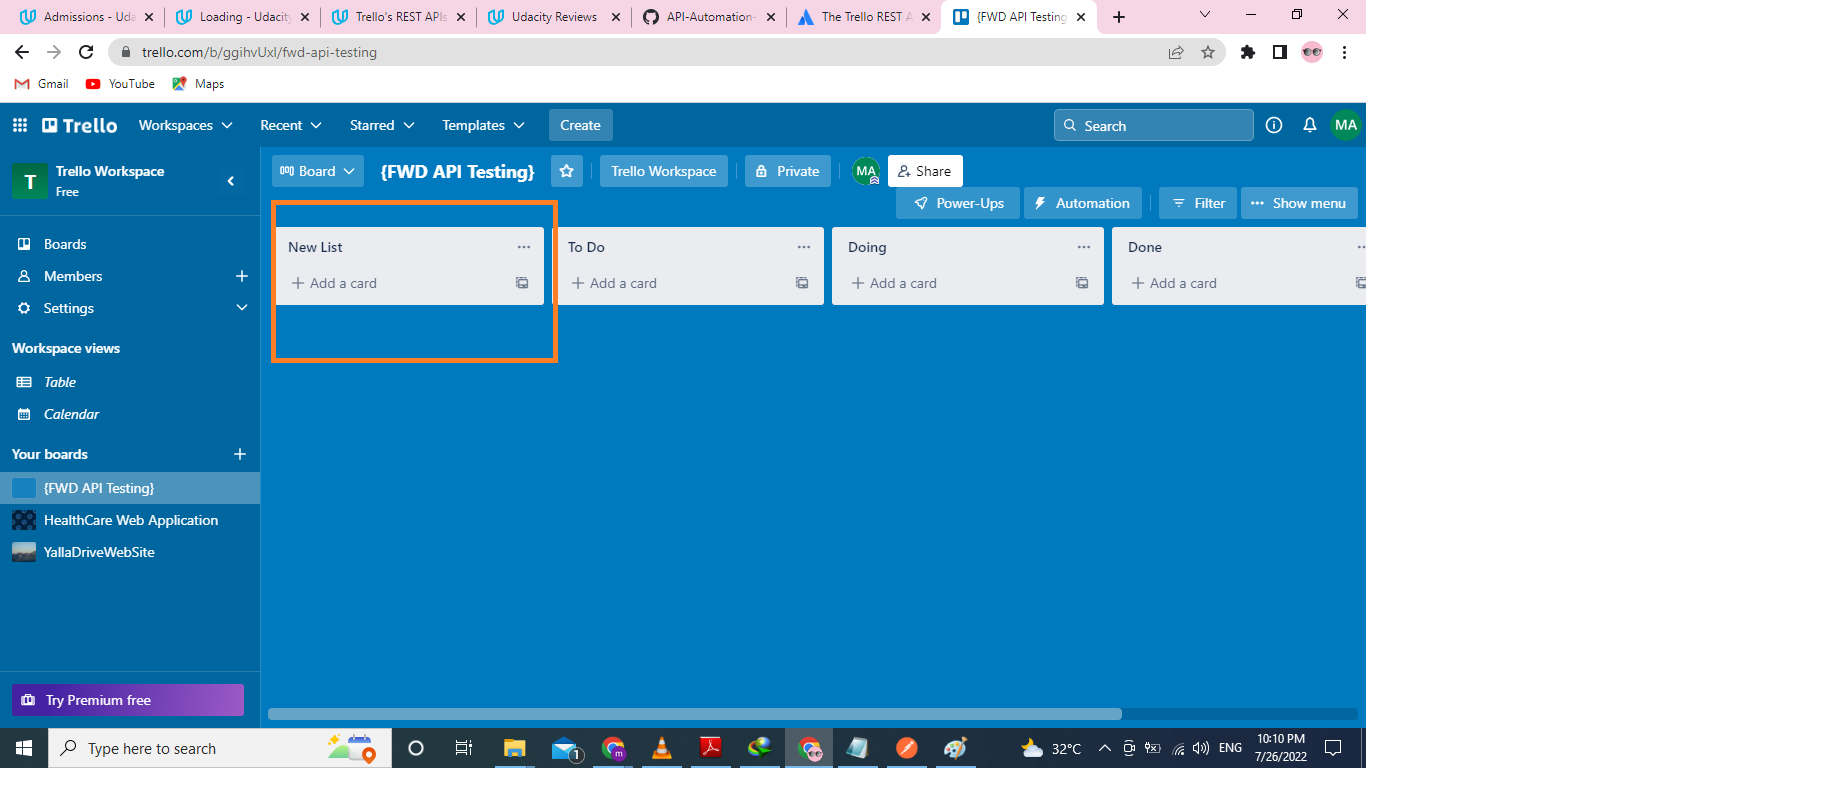 Admissions - Uda
Loading - Udacity
Trello's REST APIs
Udacity Reviews
API-Automation-
The Trello REST A
{FWD API Testing
trello.com/b/ggihvUxI/fwd-api-testing
Gmail
YouTube
Maps
Trello
Workspaces
Recent
Starred
Templates
Create
Search
MA
T
Trello Workspace
Free
Board
{FWD API Testing}
Trello Workspace
Private
MA
Share
Power-Ups
Automation
Filter
Show menu
Boards
Members
Settings
Workspace views
Table
Calendar
Your boards
{FWD API Testing}
HealthCare Web Application
YallaDriveWebSite
Try Premium free
New List
Add a card
To Do
Add a card
Doing
Add a card
Done
Add a card
Type here to search
1
m
32°C
ENG
10:10 PM
7/26/2022